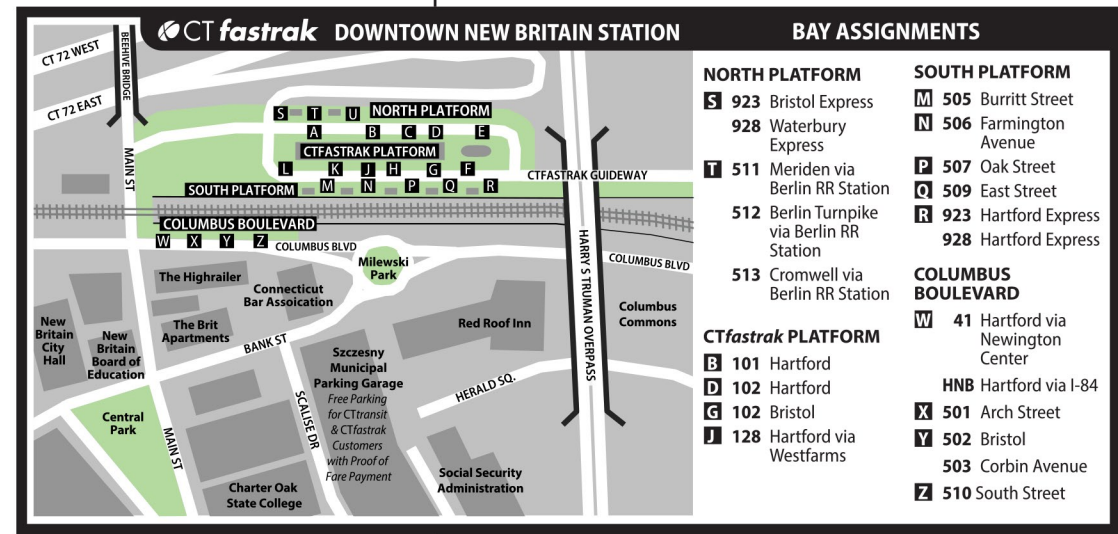 CTfastrak DOWNTOWN NEW BRITAIN STATION
BAY ASSIGNMENTS
CT 72 WEST
BEEHIVE BRIDGE
CT 72 EAST
MAIN ST
S T U NORTH PLATFORM
A B C D E
CTFASTRAK PLATFORM
L K J H G F
CTFASTRAK GUIDEWAY
SOUTH PLATFORM M N P Q R
COLUMBUS BOULEVARD
W X Y Z COLUMBUS BLVD
HARRY S TRUMAN OVERPASS
COLUMBUS BLVD
Milewski
Park
The Highrailer
Connecticut
Bar Assoication
New
Britain
City
Hall
New
Britain
Board of
Education
The Brit
Apartments
BANK ST
Red Roof Inn
Columbus
Commons
Szczesny
Municipal
Parking Garage
Free Parking
for CTtransit
& CTfastrak
Customers
with Proof of
Fare Payment
HERALD SQ.
SCALISE DR
Central
Park
MAIN ST
Charter Oak
State College
Social Security
Administration
NORTH PLATFORM
S 923 Bristol Express
928 Waterbury
Express
T 511 Meriden via
Berlin RR Station
512 Berlin Turnpike
via Berlin RR
Station
513 Cromwell via
Berlin RR Station
CTfastrak PLATFORM
B 101 Hartford
D 102 Hartford
G 102 Bristol
J 128 Hartford via
Westfarms
SOUTH PLATFORM
M 505 Burritt Street
N 506 Farmington
Avenue
P 507 Oak Street
Q 509 East Street
R 923 Hartford Express
928 Hartford Express
COLUMBUS
BOULEVARD
W 41 Hartford via
Newington
Center
HNB Hartford via I-84
X 501 Arch Street
Y 502 Bristol
503 Corbin Avenue
Z 510 South Street